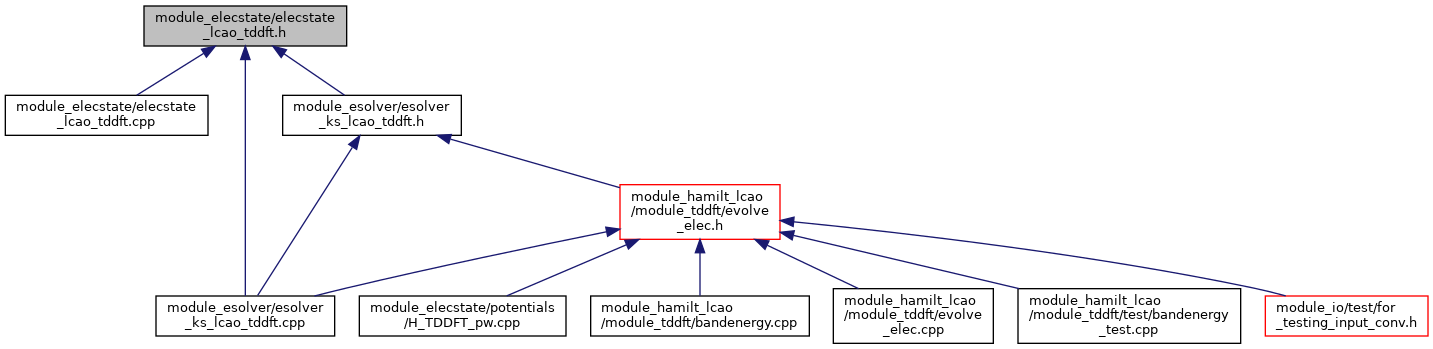 module_elecstate/elecstate
_lcao_tddft.h
module_elecstate/elecstate
_lcao_tddft.cpp
module_esolver/esolver
_ks_lcao_tddft.h
module_hamilt_lcao
/module_tddft/evolve
_elec.h
module_esolver/esolver
_ks_lcao_tddft.cpp
module_elecstate/potentials
/H_TDDFT_pw.cpp
module_hamilt_lcao
/module_tddft/bandenergy.cpp
module_hamilt_lcao
/module_tddft/evolve
_elec.cpp
module_hamilt_lcao
/module_tddft/test/bandenergy
_test.cpp
module_io/test/for
_testing_input_conv.h